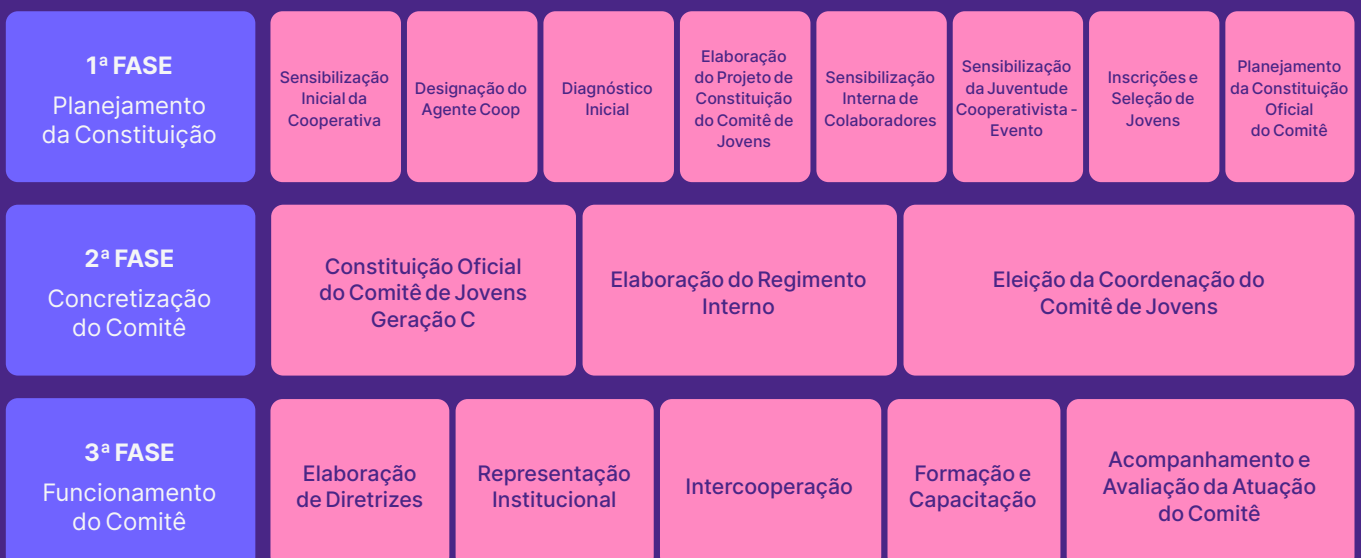 1ª FASE
Planejamento
da Constituição
Sensibilização
Inicial da
Cooperativa
Designação do
Agente Coop
Diagnóstico
Inicial
Elaboração
do Projeto de
Constituição
do Comitê de
Jovens
Sensibilização
Interna de
Colaboradores
Sensibilização
da Juventude
Cooperativista -
Evento
Inscrições e
Seleção de
Jovens
Planejamento
da Constituição
Oficial
do Comitê
2ª FASE
Concretização
do Comitê
Constituição Oficial
do Comitê de Jovens
Geração C
Elaboração do Regimento
Interno
Eleição da Coordenação do
Comitê de Jovens
3ª FASE
Funcionamento
do Comitê
Elaboração
de Diretrizes
Representação
Institucional
Intercooperação
Formação e
Capacitação
Acompanhamento e
Avaliação da Atuação
do Comitê